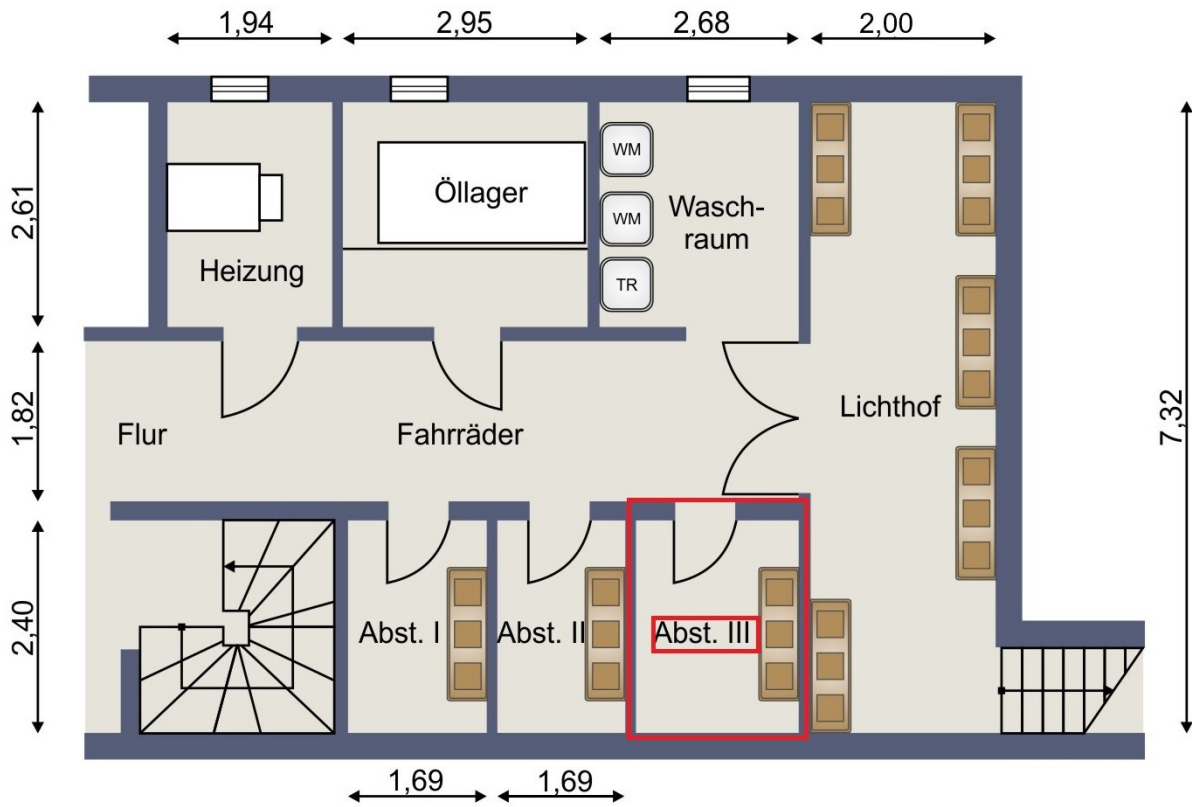 1,94
2,95
2,68
2,00
2,61
1,82
2,40
7,32
Öllager
Heizung
WM
WM
TR
Wasch-
raum
Flur
Fahrräder
Lichthof
Abst. I
Abst. II
Abst. III
1,69
1,69